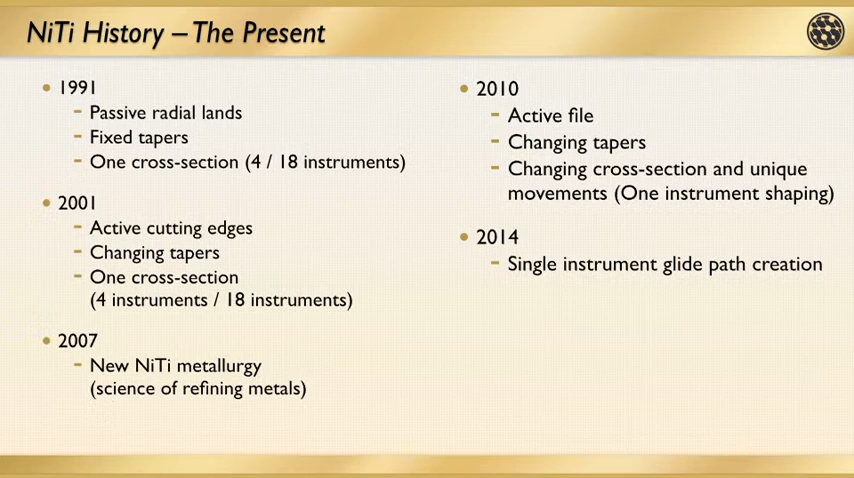 NiTi History – The Present
• 1991
- Passive radial lands
- Fixed tapers
- One cross-section (4 / 18 instruments)
• 2001
- Active cutting edges
- Changing tapers
- One cross-section
(4 instruments / 18 instruments)
• 2007
- New NiTi metallurgy
(science of refining metals)
• 2010
- Active file
- Changing tapers
- Changing cross-section and unique
movements (One instrument shaping)
• 2014
- Single instrument glide path creation